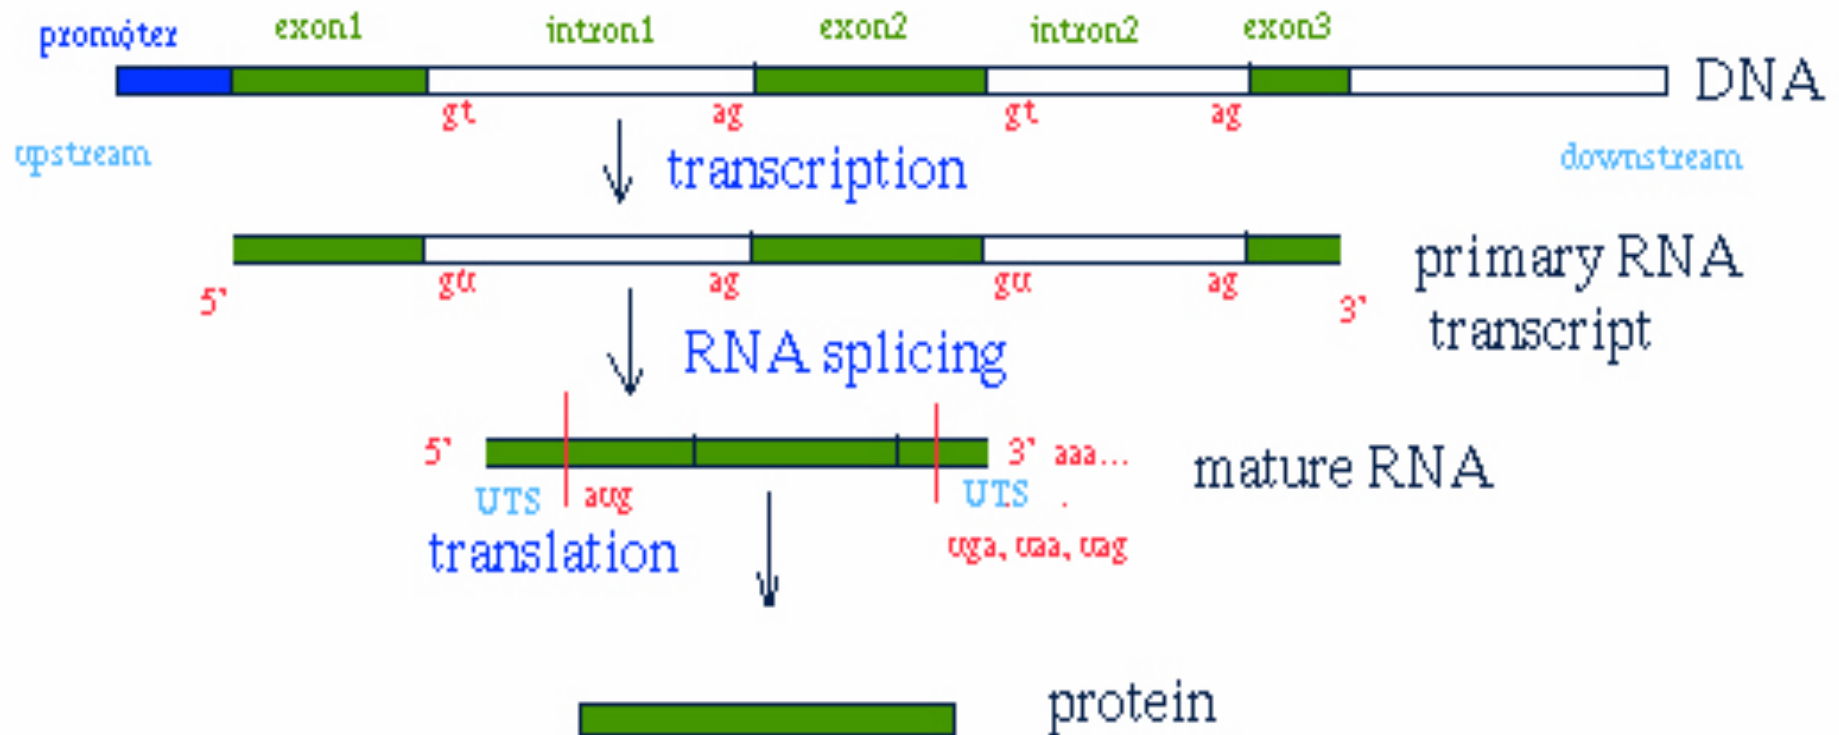 promoter exon1 intron1 exon2 intron2 exon3
DNA
gt ag gt ag
upstream downstream
transcription
gu ag gu ag
5' 3'
primary RNA
transcript
RNA splicing
5' 3' aaa...
mature RNA
UTS aug UTS .
translation
uga, uaa, uag
protein